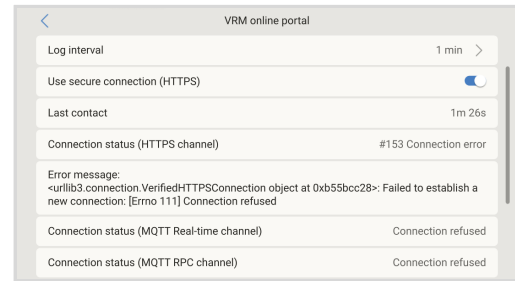 VRM online portal
Log interval 1 min
Use secure connection (HTTPS)
Last contact 1m 26s
Connection status (HTTPS channel) #153 Connection error
Error message:
<urllib3.connection.VerifiedHTTPSConnection object at 0xb55bcc28>: Failed to establish a
new connection: [Errno 111] Connection refused
Connection status (MQTT Real-time channel) Connection refused
Connection status (MQTT RPC channel) Connection refused